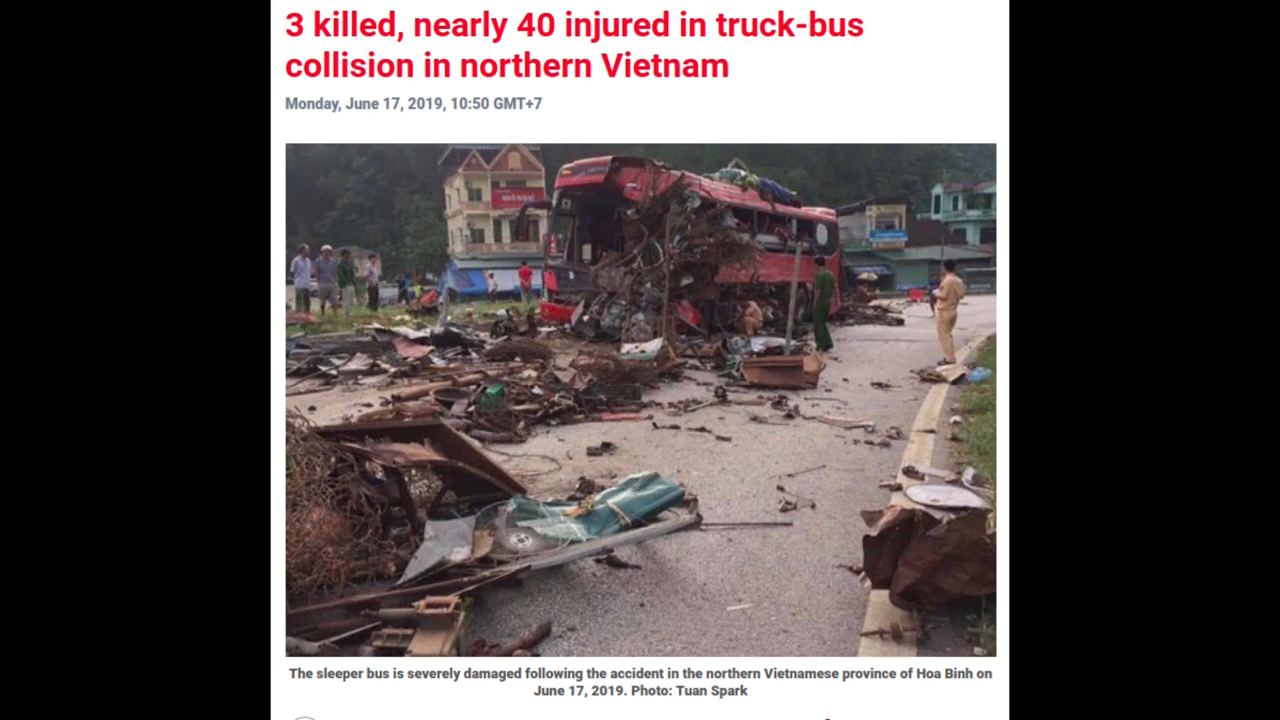 3 killed, nearly 40 injured in truck-bus
collision in northern Vietnam
Monday, June 17, 2019, 10:50 GMT+7
The sleeper bus is severely damaged following the accident in the northern Vietnamese province of Hoa Binh on
June 17, 2019. Photo: Tuan Spark